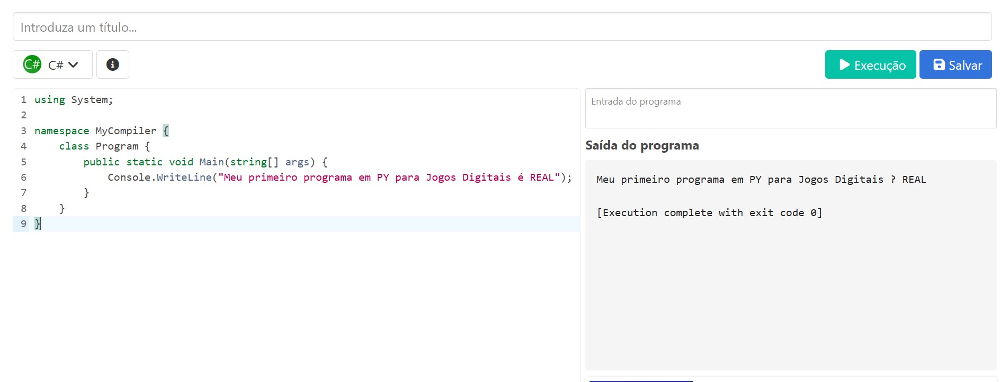 Introduza um título...
C# C#
Execução
Salvar
1 using System;
2
3 namespace MyCompiler {
4     class Program {
5         public static void Main(string[] args) {
6             Console.WriteLine("Meu primeiro programa em PY para Jogos Digitais é REAL");
7         }
8     }
9 }
Entrada do programa
Saída do programa
Meu primeiro programa em PY para Jogos Digitais ? REAL
[Execution complete with exit code 0]